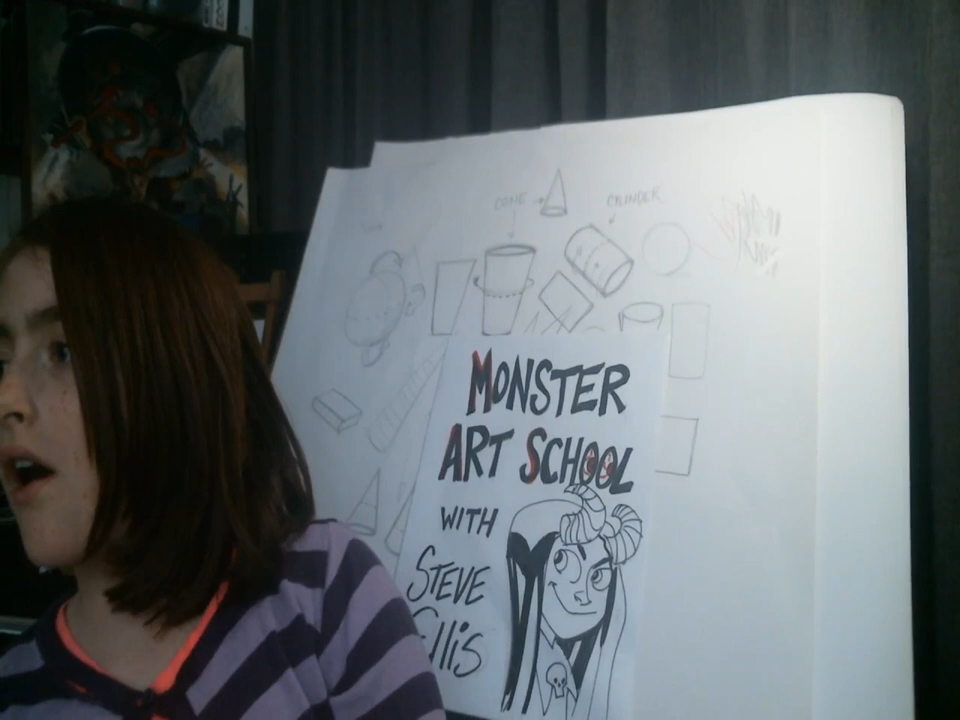 CONE
CYLINDER
MONSTER
ART SCHOOL
WITH
STEVE
Ellis